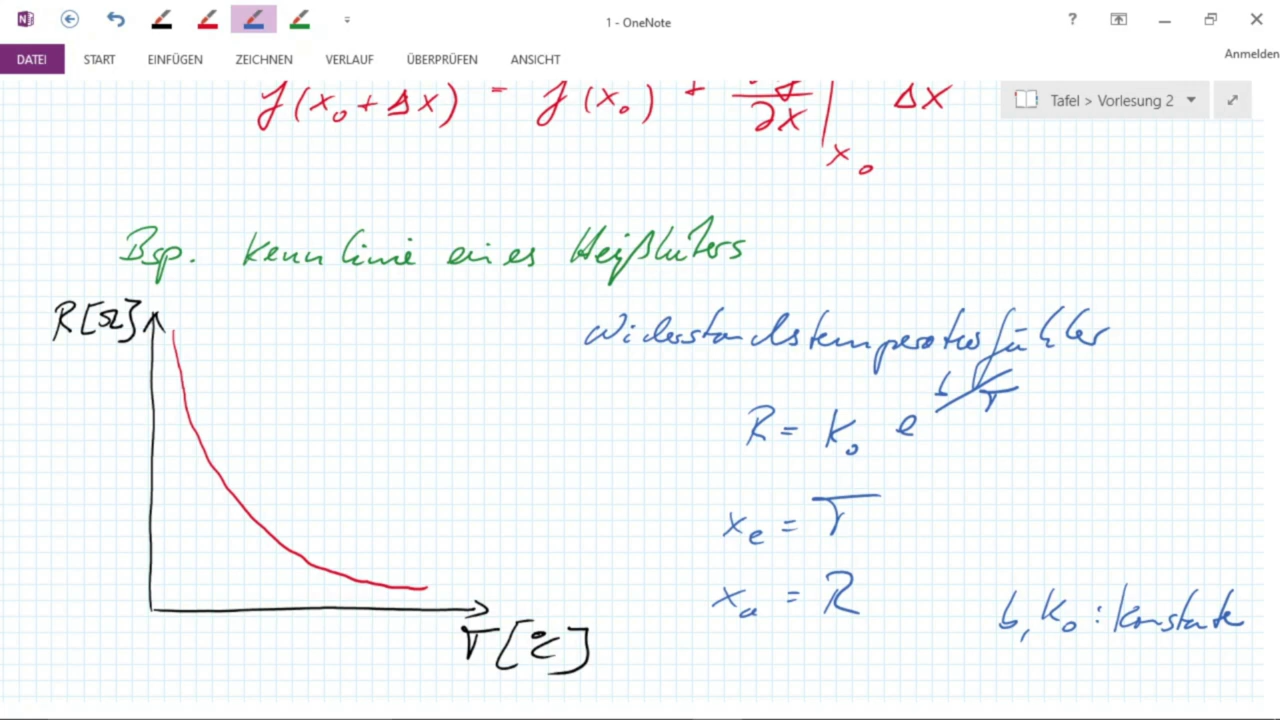 1 - OneNote
?
Anmelden
DATEI START EINFÜGEN ZEICHNEN VERLAUF ÜBERPRÜFEN ANSICHT
Tafel > Vorlesung 2
f(x₀ + Δx) = f(x₀) + ∂f/∂x |x₀ Δx
Bsp. Kennlinie eines Heißleiters
R[Ω]
Widerstandstemperaturfühler
R = K₀ e^(b/T)
xₑ = T
xₐ = R
b, K₀ : Konstante
T [°C]